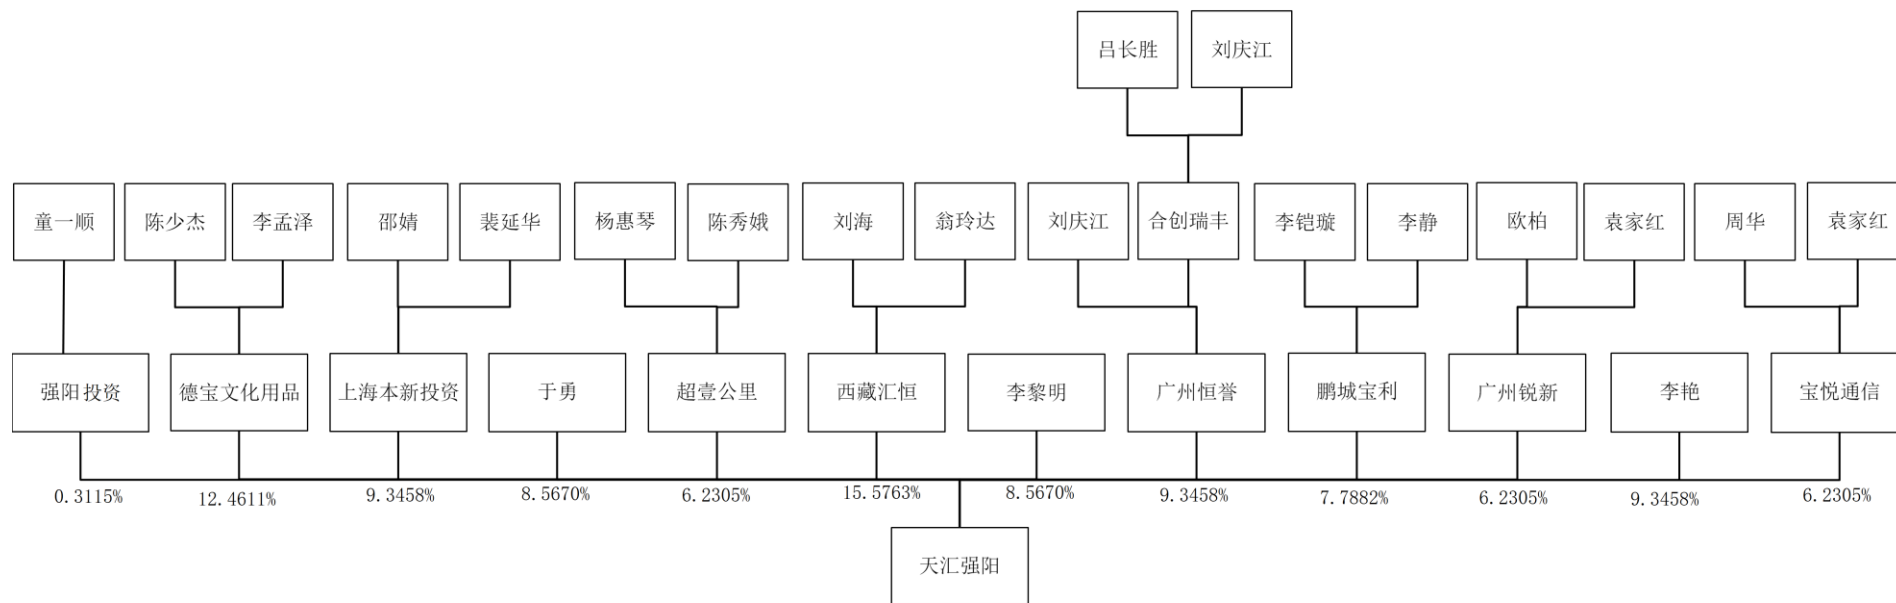 吕长胜 刘庆江
童一顺 陈少杰 李孟泽 邵婧 裴延华 杨惠琴 陈秀娥 刘海 翁玲达 刘庆江 合创瑞丰 李铠璇 李静 欧柏 袁家红 周华 袁家红
强阳投资 德宝文化用品 上海本新投资 于勇 超壹公里 西藏汇恒 李黎明 广州恒誉 鹏城宝利 广州锐新 李艳 宝悦通信
0.3115% 12.4611% 9.3458% 8.5670% 6.2305% 15.5763% 8.5670% 9.3458% 7.7882% 6.2305% 9.3458% 6.2305%
天汇强阳